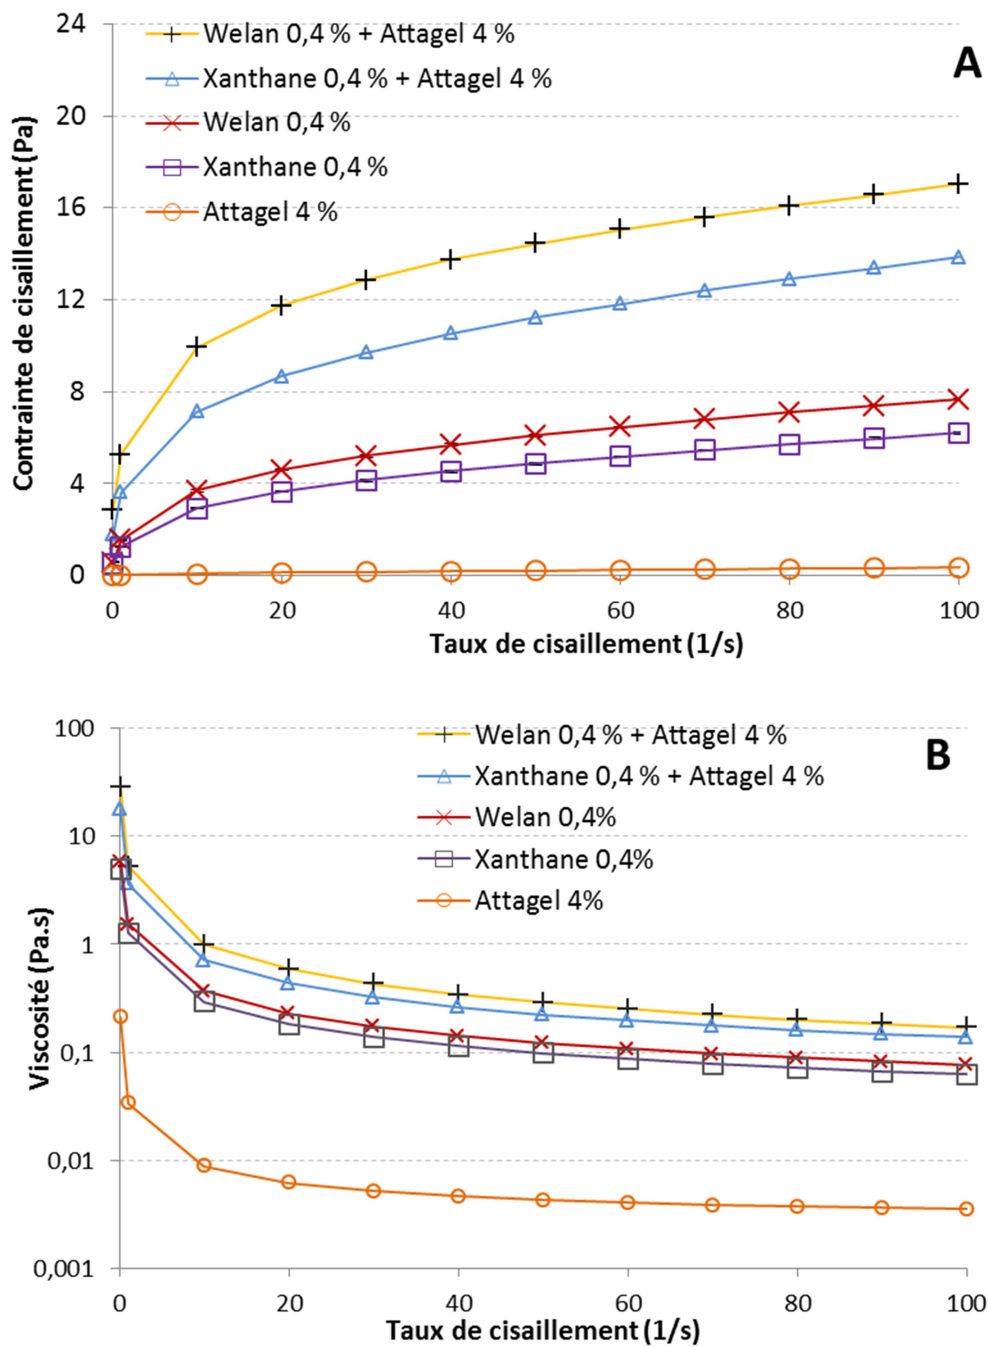 24
Welan 0,4 % + Attagel 4 %
A
Xanthane 0,4 % + Attagel 4 %
20
Welan 0,4 %
Xanthane 0,4 %
16
Attagel 4 %
12
8
4
0
Contrainte de cisaillement (Pa)
0 20 40 60 80 100
Taux de cisaillement (1/s)
100
Welan 0,4 % + Attagel 4 %
B
Xanthane 0,4 % + Attagel 4 %
Welan 0,4%
10
Xanthane 0,4%
Attagel 4%
1
0,1
0,01
0,001
Viscosité (Pa.s)
0 20 40 60 80 100
Taux de cisaillement (1/s)